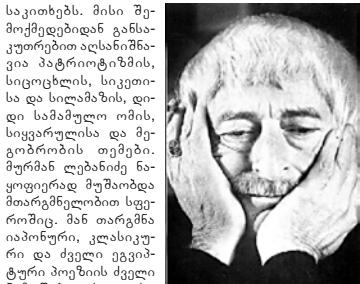 საკითხებს. მისი შე-
მოქმედებიდან განსა-
კუთრებით აღსანიშნა-
ვია პატრიოტიზმის,
სიცოცხლის, სიკეთი-
სა და სილამაზის, დი-
დი სამამულო ომის,
სიყვარულისა და მე-
გობრობის თემები.
მურმან ლებანიძე ნა-
ყოფიერად მუშაობდა
მთარგმნელობით სფე-
როშიც. მან თარგმნა
იაპონური, კლასიკუ-
რი და ძველი ეგვიპ-
ტური პოეზიის ძველი